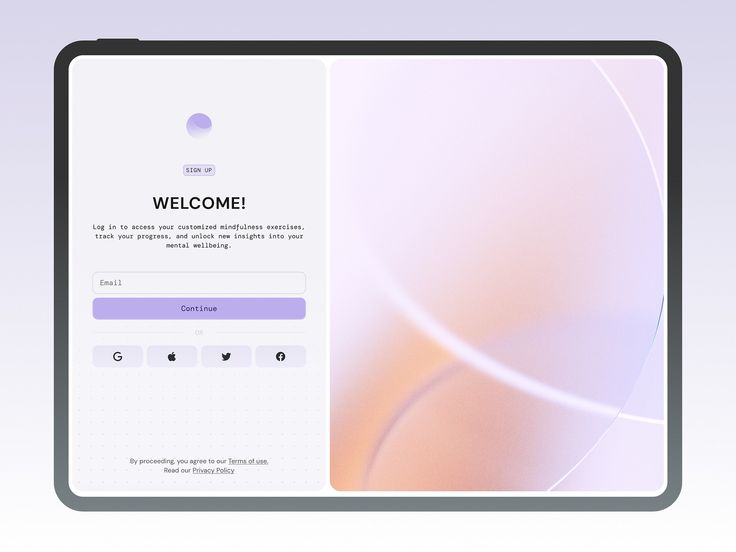 SIGN UP
WELCOME!
Log in to access your customized mindfulness exercises,
track your progress, and unlock new insights into your
mental wellbeing.
Email
Continue
OR
By proceeding, you agree to our Terms of use.
Read our Privacy Policy